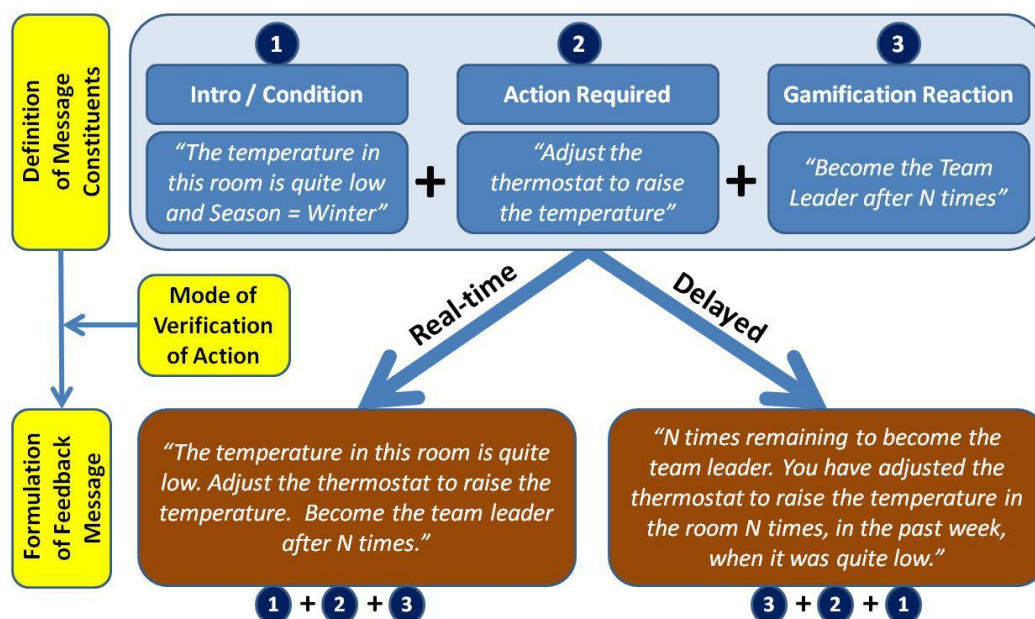 Definition
of Message
Constituents
1
Intro / Condition
“The temperature in
this room is quite low
and Season = Winter”
+
2
Action Required
“Adjust the
thermostat to raise
the temperature”
+
3
Gamification Reaction
“Become the Team
Leader after N times”
Mode of
Verification
of Action
Real-time
Delayed
Formulation
of Feedback
Message
“The temperature in this room is quite
low. Adjust the thermostat to raise the
temperature.  Become the team leader
after N times.”
1 + 2 + 3
“N times remaining to become the
team leader. You have adjusted the
thermostat to raise the temperature in
the room N times, in the past week,
when it was quite low.”
3 + 2 + 1